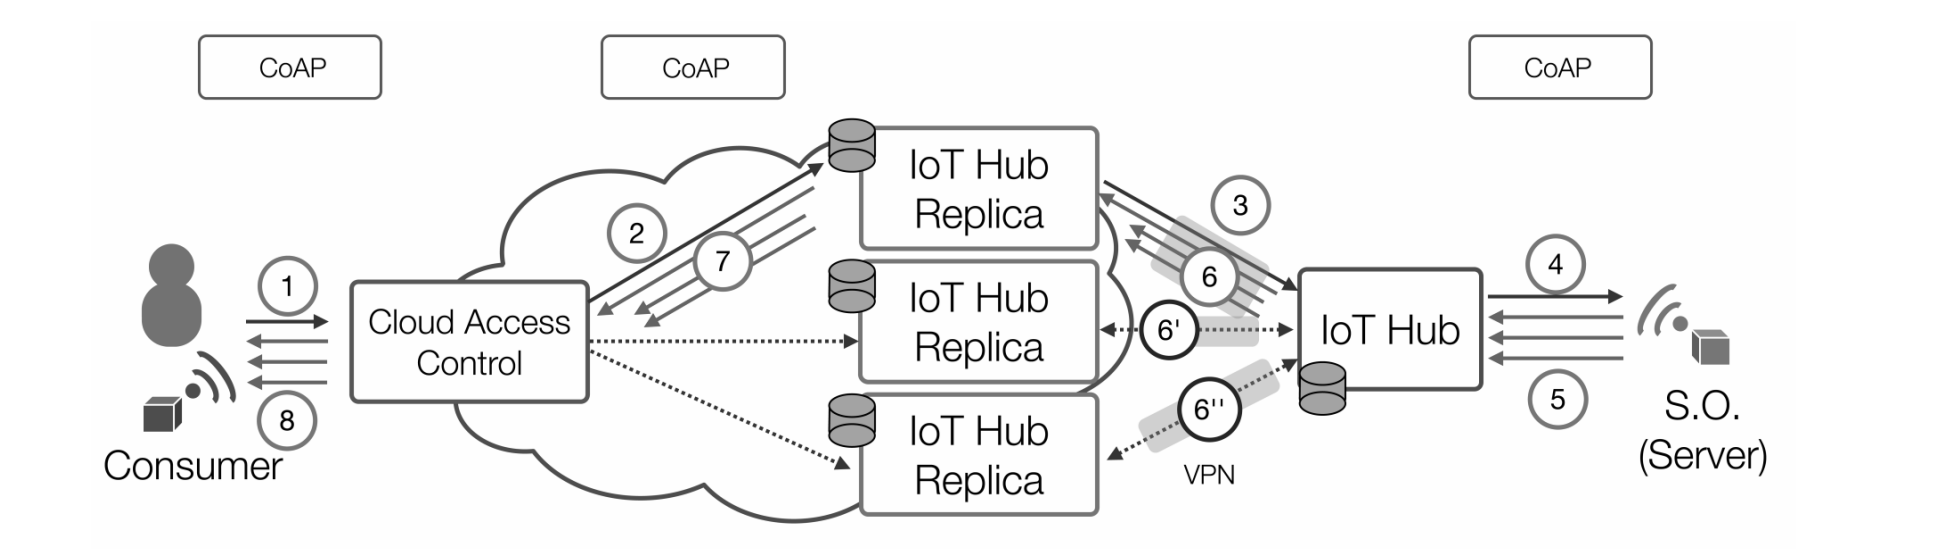 CoAP
CoAP
CoAP
IoT Hub
Replica
2
3
7
6
4
1
IoT Hub
Replica
6'
IoT Hub
Cloud Access
Control
8
5
6''
IoT Hub
Replica
S.O.
(Server)
Consumer
VPN